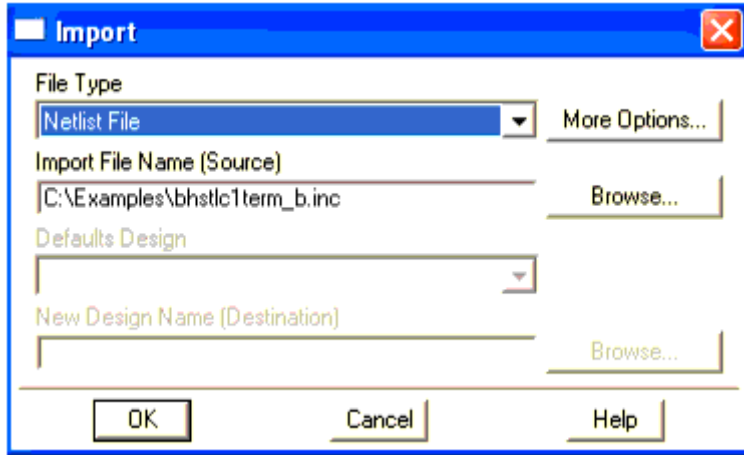 Import
File Type
Netlist File
More Options...
Import File Name (Source)
C:\Examples\bhstlc1term_b.inc
Browse...
Defaults Design
New Design Name (Destination)
Browse...
OK Cancel Help